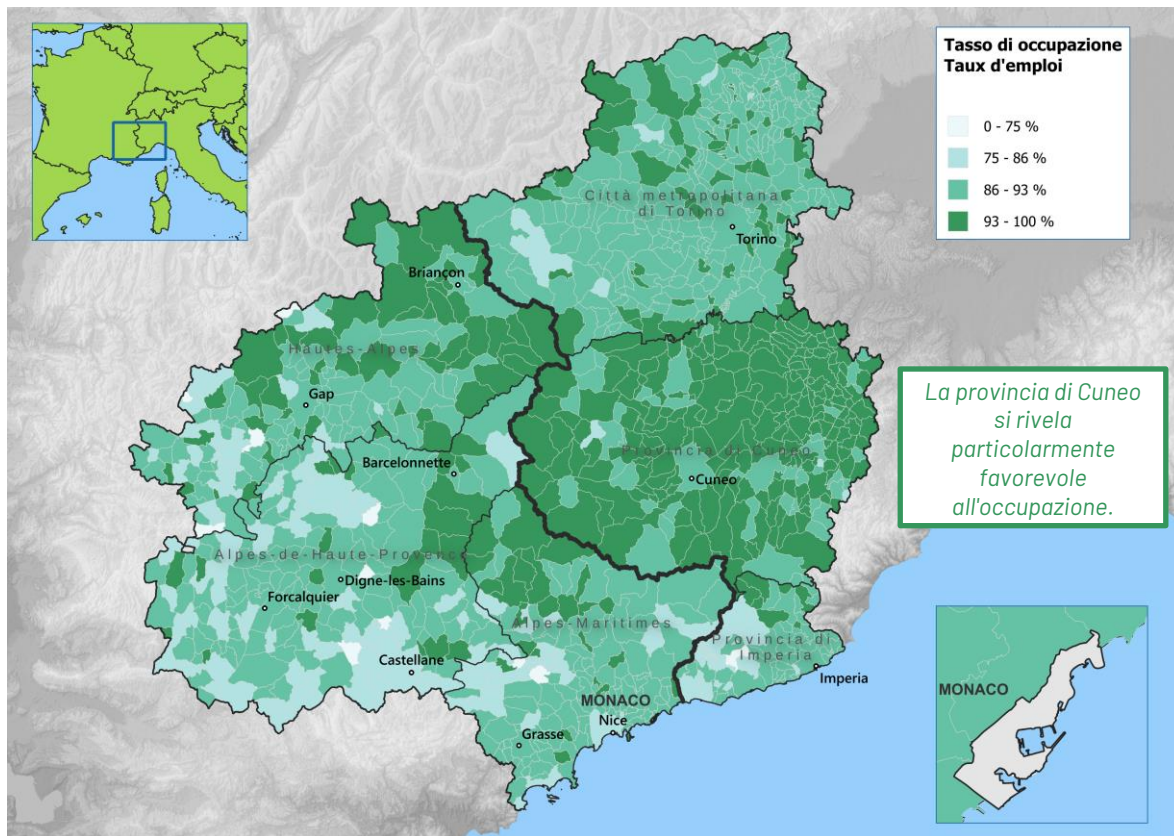 Tasso di occupazione
Taux d'emploi
0 - 75 %
75 - 86 %
86 - 93 %
93 - 100 %
Città metropolitana
di Torino
Torino
Briançon
Hautes-Alpes
Gap
Barcelonnette
Provincia di Cuneo
Cuneo
La provincia di Cuneo
si rivela
particolarmente
favorevole
all'occupazione.
Alpes-de-Haute-Provence
Digne-les-Bains
Forcalquier
Castellane
Alpes-Maritimes
Provincia di
Imperia
Imperia
MONACO
Nice
Grasse
MONACO